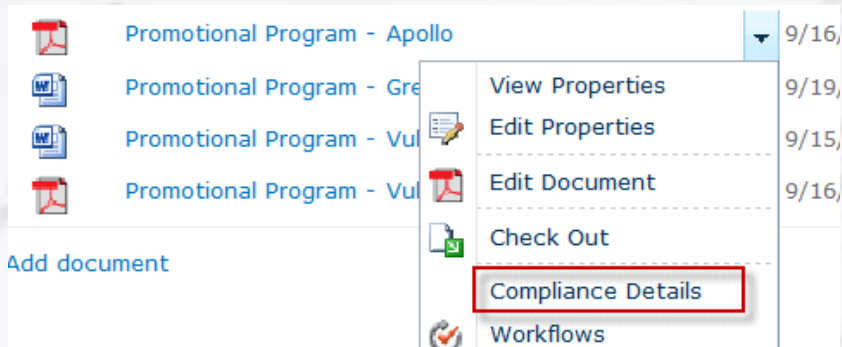 Promotional Program - Apollo 9/16,
Promotional Program - Gre 9/19,
Promotional Program - Vul 9/15,
Promotional Program - Vul 9/16,
Add document
View Properties
Edit Properties
Edit Document
Check Out
Compliance Details
Workflows